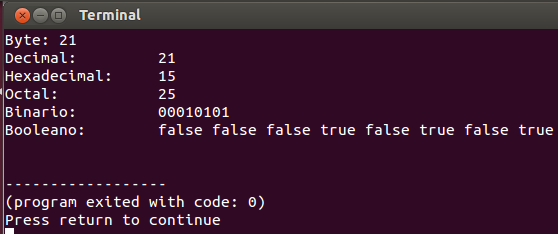 Terminal
Byte: 21
Decimal: 21
Hexadecimal: 15
Octal: 25
Binario: 00010101
Booleano: false false false true false true false true
------------------
(program exited with code: 0)
Press return to continue